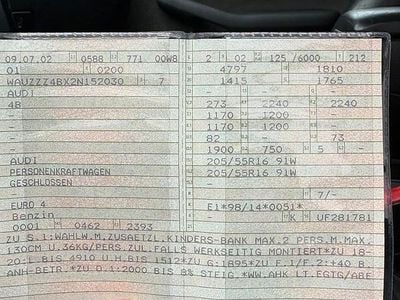 09.07.02 0588 771 00W8 2 02 125/6000 212
01 0200 4797 1810
WAUZZZ4BX2N152030 7 1415 1765
AUDI - -
4B 273 2240 2240
- 1170 1200 -
- 1170 1200 -
- 82 - 73
- 1900 750 5 -
AUDI 205/55R16 91W
PERSONENKRAFTWAGEN 205/55R16 91W
GESCHLOSSEN -
- 7/-
EURO 4 E1*98/14*0051*
Benzin - K UF281781
0001 0462 2393
ZU S.1:WAHLW.M.ZUSAETZL.KINDERS-BANK MAX.2 PERS.M.MAX.
130CM U.36KG/PERS.ZUL.FALLS WERKSEITIG MONTIERT*ZU 18-
20:L BIS 4910 U.H.BIS 1512*ZU G:1895*ZU F.1/F.2:+40 B.
ANH-BETR.*ZU O.1:2000 BIS 8% STEIG.*WW.AHK LT.EGTG/ABE